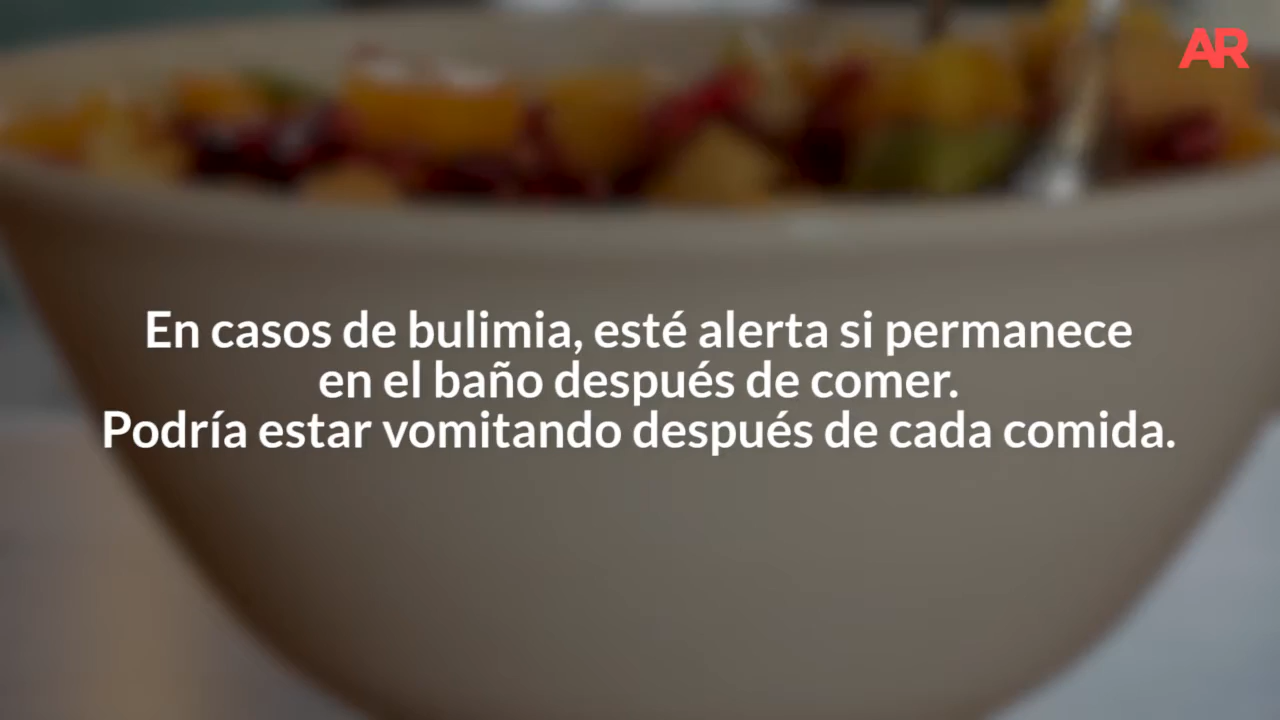 AR
En casos de bulimia, esté alerta si permanece
en el baño después de comer.
Podría estar vomitando después de cada comida.